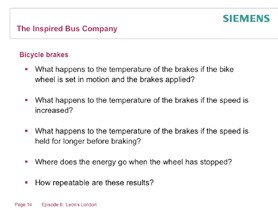 SIEMENS
The Inspired Bus Company
Bicycle brakes
• What happens to the temperature of the brakes if the bike
wheel is set in motion and the brakes applied?
• What happens to the temperature of the brakes if the speed is
increased?
• What happens to the temperature of the brakes if the speed is
held for longer before braking?
• Where does the energy go when the wheel has stopped?
• How repeatable are these results?
Page 14 Episode 6: 'Leon's London'